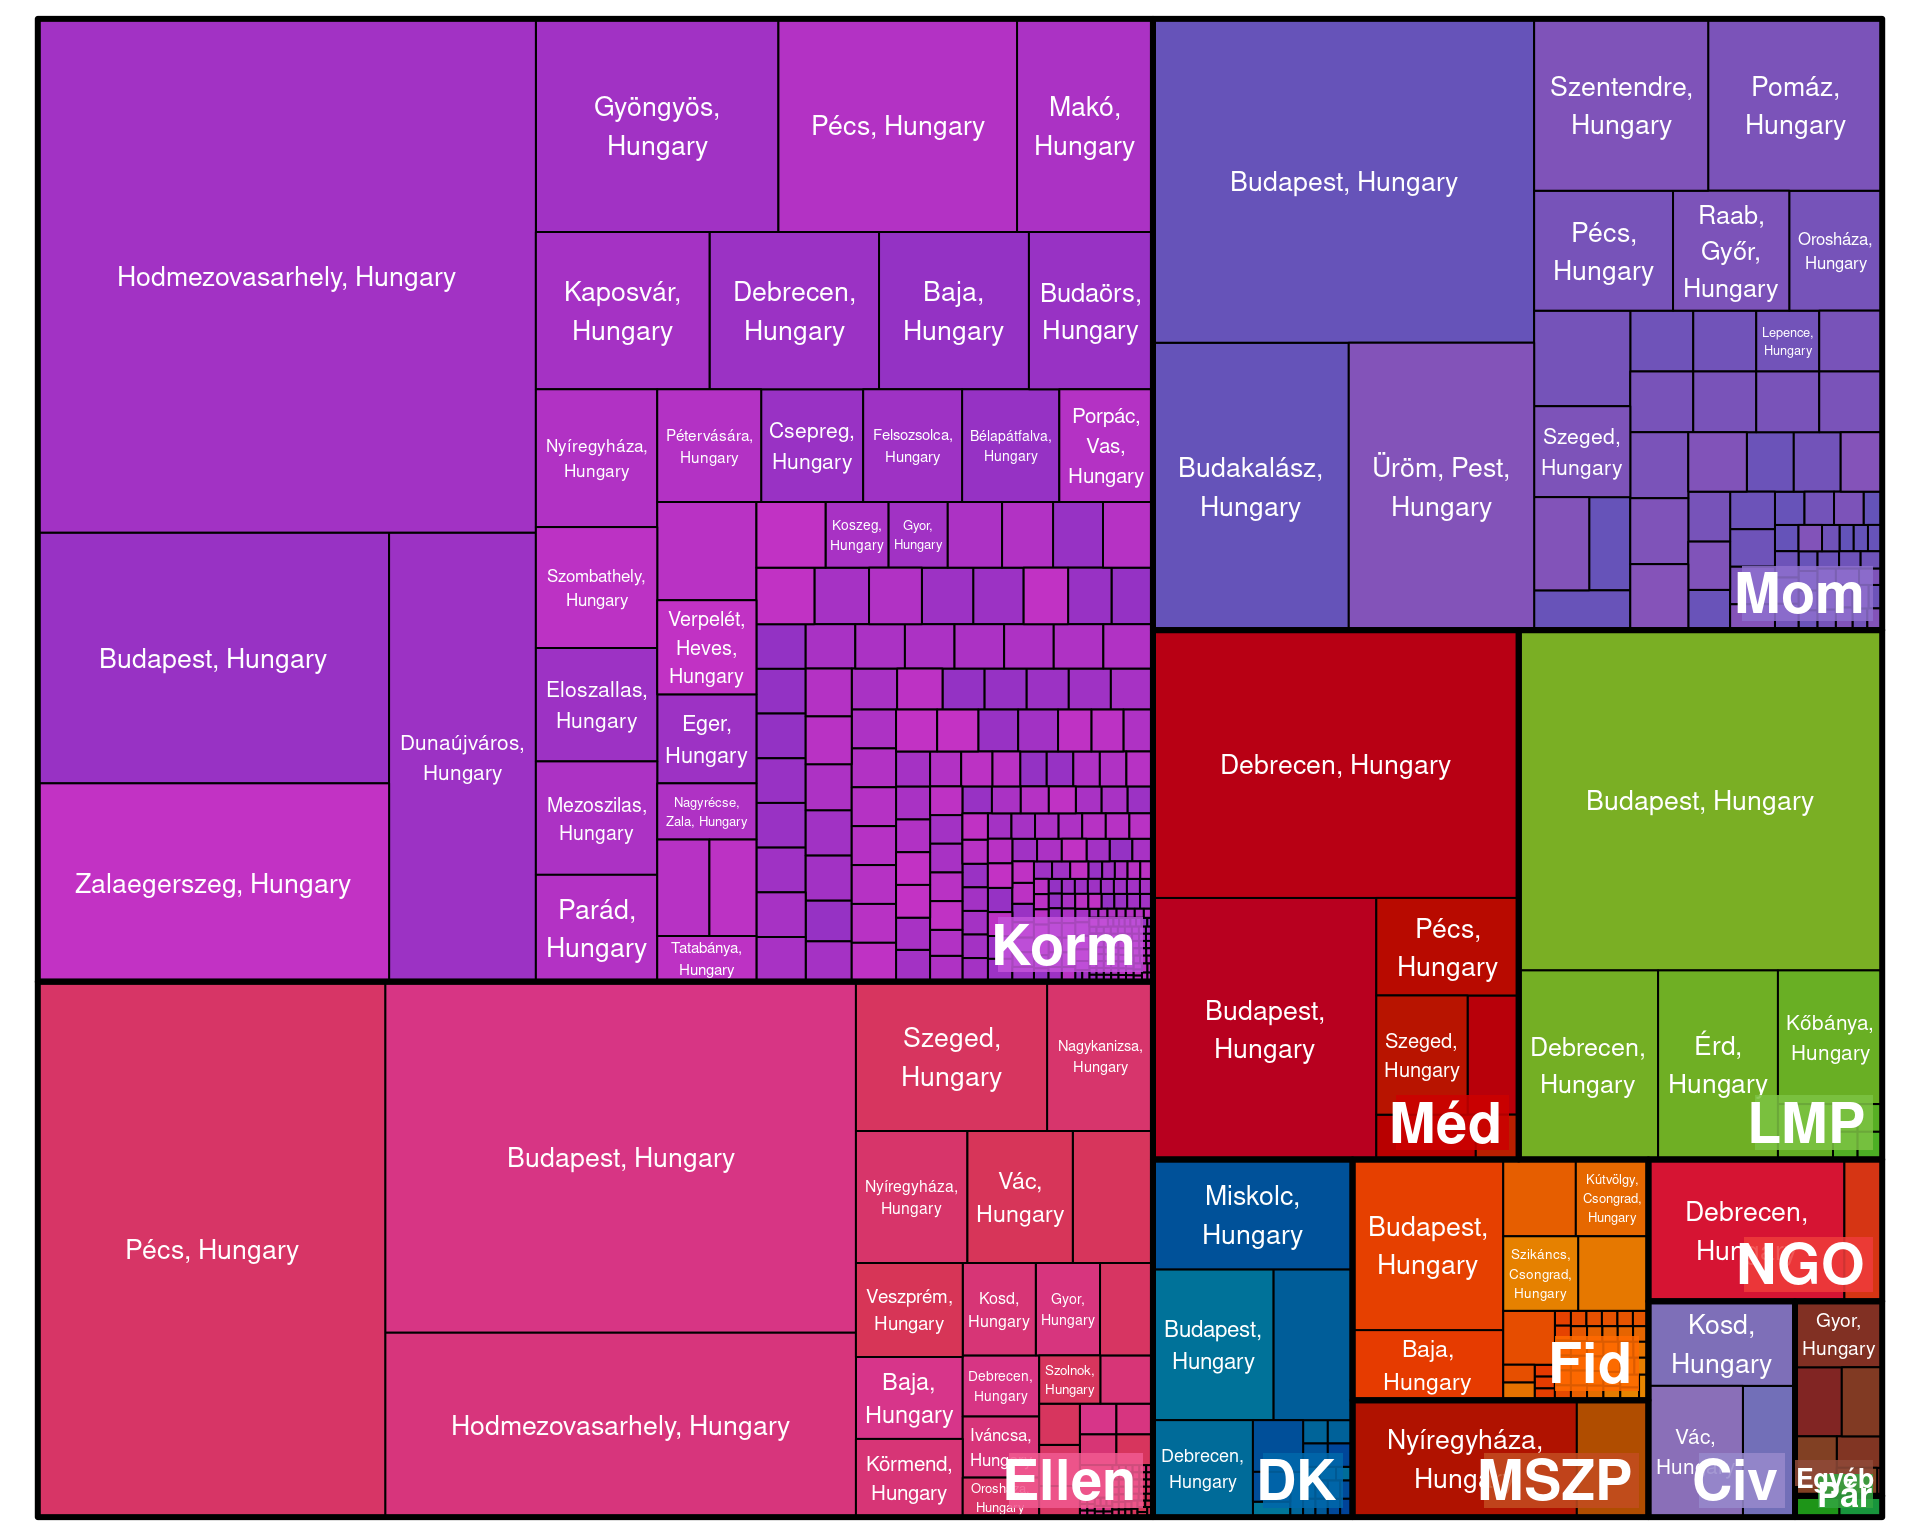 Hodmezovasarhely, Hungary
Budapest, Hungary
Zalaegerszeg, Hungary
Dunaújváros,
Hungary
Gyöngyös,
Hungary
Pécs, Hungary
Makó,
Hungary
Kaposvár,
Hungary
Debrecen,
Hungary
Baja,
Hungary
Budaörs,
Hungary
Nyíregyháza,
Hungary
Szombathely,
Hungary
Eloszallas,
Hungary
Mezoszilas,
Hungary
Parád,
Hungary
Pétervására,
Hungary
Csepreg,
Hungary
Felsozsolca,
Hungary
Bélapátfalva,
Hungary
Porpác,
Vas,
Hungary
Koszeg,
Hungary
Gyor,
Hungary
Verpelét,
Heves,
Hungary
Eger,
Hungary
Nagyrécse,
Zala, Hungary
Tatabánya,
Hungary
Korm
Budapest, Hungary
Budakalász,
Hungary
Üröm, Pest,
Hungary
Szentendre,
Hungary
Pomáz,
Hungary
Pécs,
Hungary
Raab,
Győr,
Hungary
Orosháza,
Hungary
Lepence,
Hungary
Szeged,
Hungary
Mom
Pécs, Hungary
Budapest, Hungary
Hodmezovasarhely, Hungary
Szeged,
Hungary
Nagykanizsa,
Hungary
Nyíregyháza,
Hungary
Vác,
Hungary
Veszprém,
Hungary
Kosd,
Hungary
Gyor,
Hungary
Baja,
Hungary
Debrecen,
Hungary
Szolnok,
Hungary
Körmend,
Hungary
Iváncsa,
Hungary
Orosháza,
Hungary
Ellen
Debrecen, Hungary
Budapest,
Hungary
Pécs,
Hungary
Szeged,
Hungary
Méd
Budapest, Hungary
Debrecen,
Hungary
Érd,
Hungary
Kőbánya,
Hungary
LMP
Miskolc,
Hungary
Budapest,
Hungary
Debrecen,
Hungary
DK
Budapest,
Hungary
Baja,
Hungary
Kútvölgy,
Csongrad,
Hungary
Szikáncs,
Csongrad,
Hungary
Fid
Nyíregyháza,
Hungary
MSZP
Debrecen,
Hungary
NGO
Kosd,
Hungary
Vác,
Hungary
Civ
Gyor,
Hungary
Egyéb
Pár